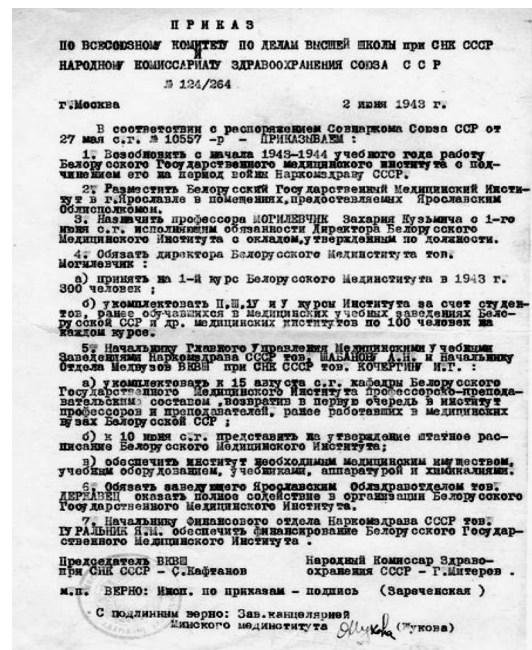 П Р И К А З
ПО ВСЕСОЮЗНОМУ КОМИТЕТУ ПО ДЕЛАМ ВЫСШЕЙ ШКОЛЫ при СНК СССР
И
НАРОДНОМУ КОМИССАРИАТУ ЗДРАВООХРАНЕНИЯ СОЮЗА С С Р
№ 124/264
г.Москва 2 июня 1943 г.
В соответствии с распоряжением Совнаркома Союза ССР от
27 мая с.г. № 10557 -р - ПРИКАЗЫВАЕМ :
1. Возобновить с начала 1943-1944 учебного года работу
Белорусского Государственного медицинского института с под-
чинением его на период войны Наркомздраву СССР.
2. Разместить Белорусский Государственный Медицинский Инсти-
тут в г.Ярославле в помещениях,предоставляемых Ярославским
Облисполкомом.
3. Назначить профессора МОГИЛЕВЧИК Захария Кузьмича с 1-го
июня с.г. исполняющим обязанности Директора Белорусского
Медицинского Института с окладом,утвержденным по должности.
4. Обязать директора Белорусского Мединститута тов.
Могилевчик :
а) принять на 1-й курс Белорусского Мединститута в 1943 г.
300 человек ;
б) укомплектовать П,Ш,1У и У курсы Института за счет студен-
тов, ранее обучавшихся в медицинских учебных заведениях Бело-
русской ССР и др. медицинских институтов по 100 человек на
каждом курсе.
5. Начальнику Главного Управления Медицинскими Учебными
Заведениями Наркомздрава СССР тов. ШАБАНОВУ А.Н. и Начальнику
Отдела Медвузов ВКВШ при СНК СССР тов. КОЧЕРГИНУ И.Г. :
а) укомплектовать к 15 августа с.г. кафедры Белорусского
Государственного Медицинского Института Профессорско-препода-
вательским составом ,возвратив в первую очередь в институт
профессоров и преподавателей, ранее работавших в медицинских
вузах Белорусской ССР ;
б) к 10 июня с.г. представить на утверждение штатное рас-
писание Белорусского Медицинского Института;
в) обеспечить институт необходимым медицинским имуществом,
учебным оборудованием, учебниками, аппаратурой и химикалиями.
6. Обязать заведующего Ярославским Облздравотделом тов.
ДЕРЖАВЕЦ оказать полное содействие в организации Белорусского
Государственного Медицинского Института.
7. Начальнику Финансового отдела Наркомздрава СССР тов.
ГУРАЛЬНИК Я.М. обеспечить финансирование Белорусского Государ-
ственного Медицинского Института .
Председатель ВКВШ Народный Комиссар Здраво-
при СНК СССР - С.Кафтанов охранения СССР - Г.Митерев .
м.п. ВЕРНО: Инсп. по приказам - подпись (Зареченская )
С подлинным верно: Зав.канцелярией
Минского мединститута Жукова (Жукова)